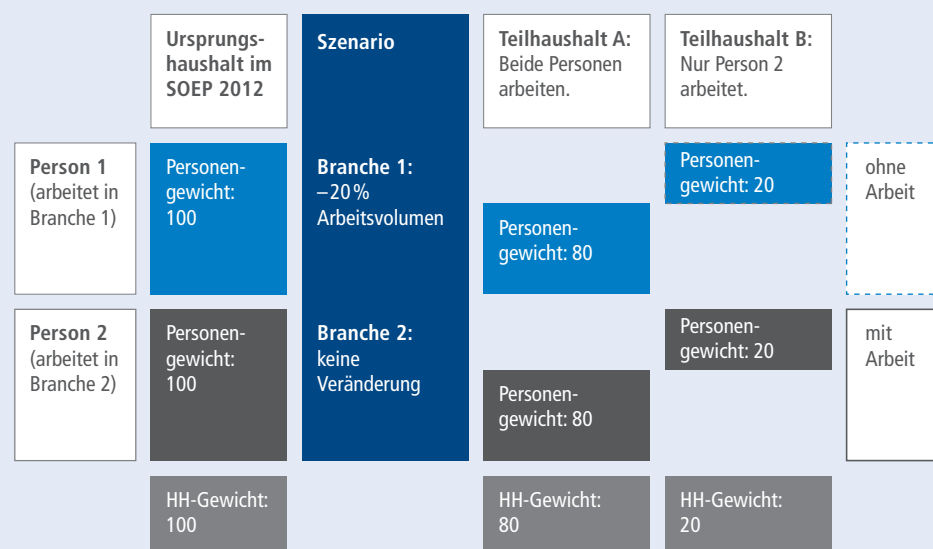 Ursprungs-
haushalt im
SOEP 2012
Szenario
Teilhaushalt A:
Beide Personen
arbeiten.
Teilhaushalt B:
Nur Person 2
arbeitet.
Person 1
(arbeitet in
Branche 1)
Personen-
gewicht:
100
Branche 1:
–20 %
Arbeitsvolumen
Personen-
gewicht: 80
Personen-
gewicht: 20
ohne
Arbeit
Person 2
(arbeitet in
Branche 2)
Personen-
gewicht:
100
Branche 2:
keine
Veränderung
Personen-
gewicht: 80
Personen-
gewicht: 20
mit
Arbeit
HH-Gewicht:
100
HH-Gewicht:
80
HH-Gewicht:
20